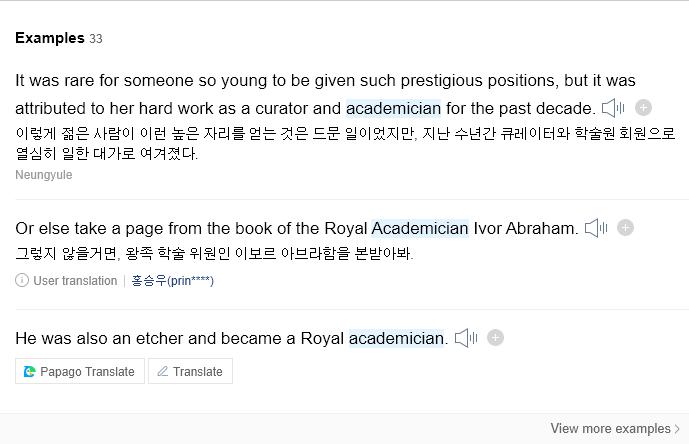 Examples 33
It was rare for someone so young to be given such prestigious positions, but it was
attributed to her hard work as a curator and academician for the past decade.
이렇게 젊은 사람이 이런 높은 자리를 얻는 것은 드문 일이었지만, 지난 수년간 큐레이터와 학술원 회원으로
열심히 일한 대가로 여겨졌다.
Neungyule
Or else take a page from the book of the Royal Academician Ivor Abraham.
그렇지 않을거면, 왕족 학술 위원인 이보르 아브라함을 본받아봐.
User translation 홍승우(prin****)
He was also an etcher and became a Royal academician.
Papago Translate Translate
View more examples >